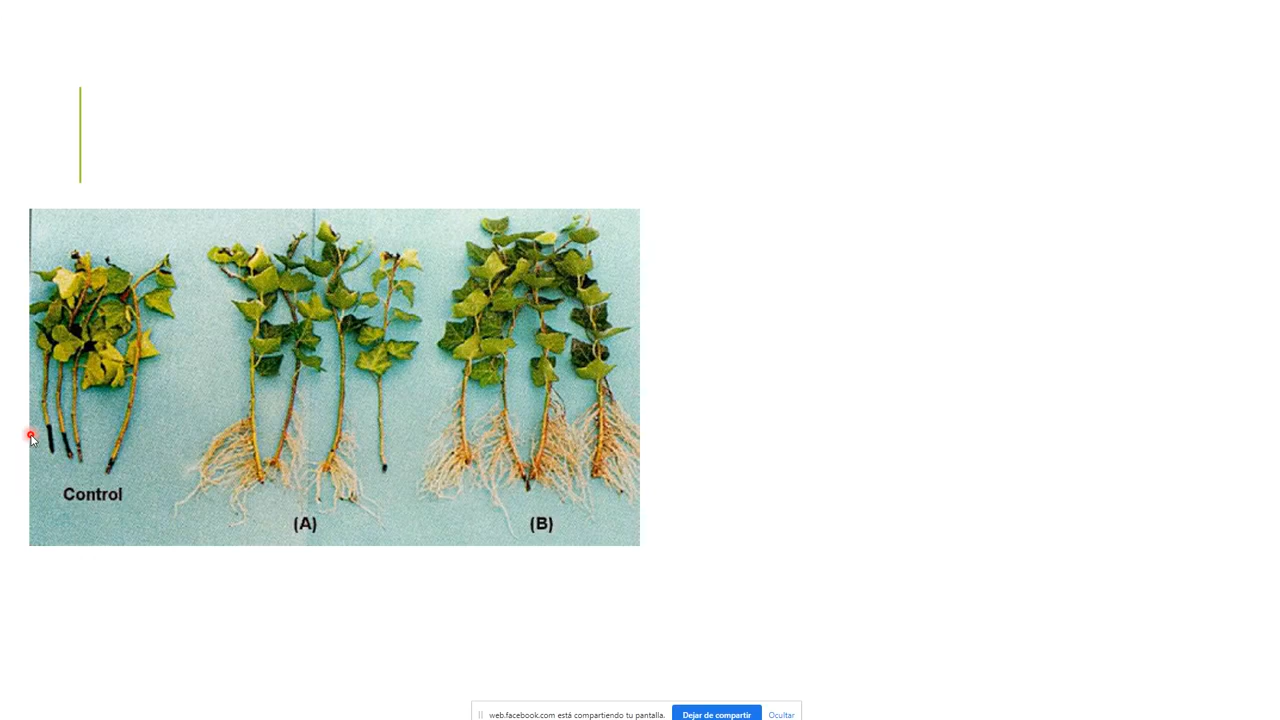 Control
(A)
(B)
web.facebook.com está compartiendo tu pantalla. Dejar de compartir Ocultar